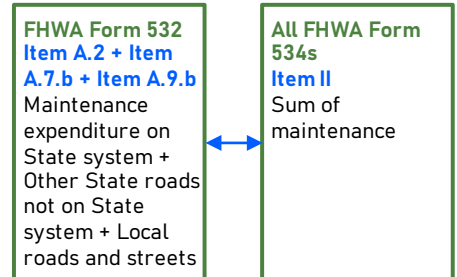 FHWA Form 532
Item A.2 + Item
A.7.b + Item A.9.b
Maintenance
expenditure on
State system +
Other State roads
not on State
system + Local
roads and streets
All FHWA Form
534s
Item II
Sum of
maintenance